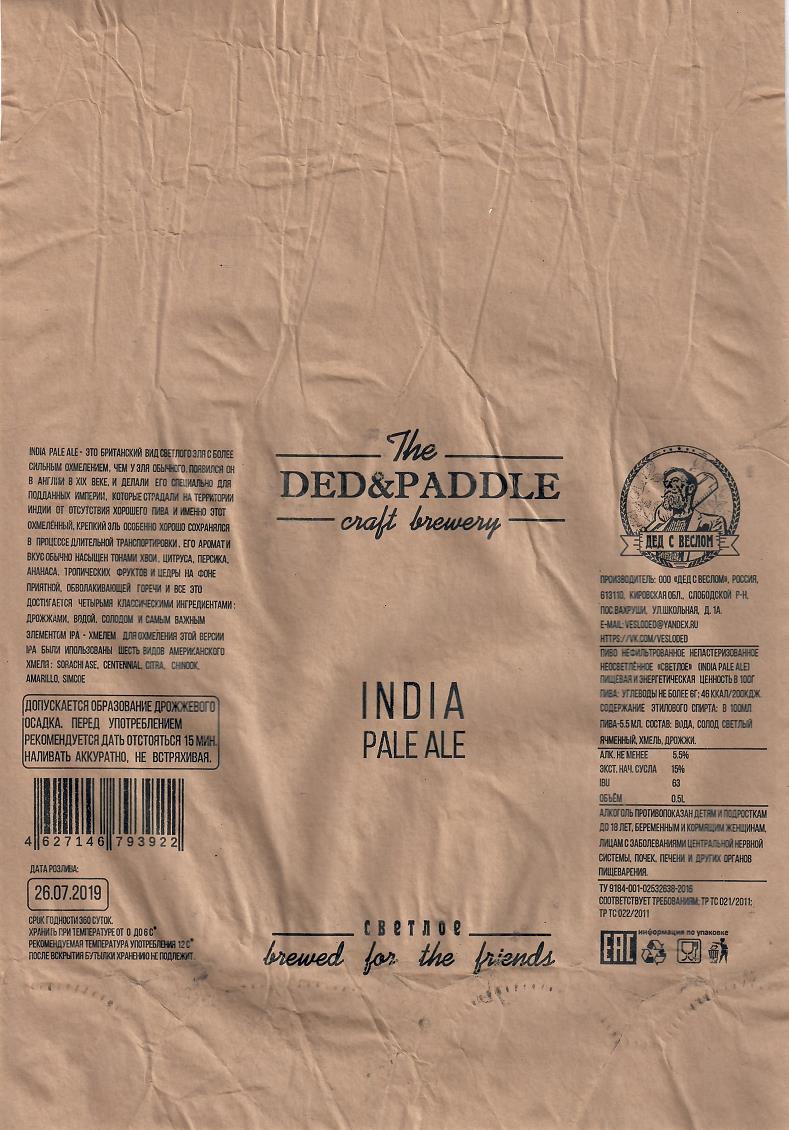 INDIA PALE ALE - ЭТО БРИТАНСКИЙ ВИД СВЕТЛОГО ЭЛЯ С БОЛЕЕ
СИЛЬНЫМ ОХМЕЛЕНИЕМ, ЧЕМ У ЭЛЯ ОБЫЧНОГО. ПОЯВИЛСЯ ОН
В АНГЛИИ В XIX ВЕКЕ, И ДЕЛАЛИ ЕГО СПЕЦИАЛЬНО ДЛЯ
ПОДДАННЫХ ИМПЕРИИ, КОТОРЫЕ СТРАДАЛИ НА ТЕРРИТОРИИ
ИНДИИ ОТ ОТСУТСТВИЯ ХОРОШЕГО ПИВА И ИМЕННО ЭТОТ
ОХМЕЛЁННЫЙ, КРЕПКИЙ ЭЛЬ ОСОБЕННО ХОРОШО СОХРАНЯЛСЯ
В ПРОЦЕССЕ ДЛИТЕЛЬНОЙ ТРАНСПОРТИРОВКИ. ЕГО АРОМАТ И
ВКУС ОБЫЧНО НАСЫЩЕН ТОНАМИ ХВОИ, ЦИТРУСА, ПЕРСИКА,
АНАНАСА, ТРОПИЧЕСКИХ ФРУКТОВ И ЦЕДРЫ НА ФОНЕ
ПРИЯТНОЙ, ОБВОЛАКИВАЮЩЕЙ ГОРЕЧИ И ВСЕ ЭТО
ДОСТИГАЕТСЯ ЧЕТЫРЬМЯ КЛАССИЧЕСКИМИ ИНГРЕДИЕНТАМИ:
ДРОЖЖАМИ, ВОДОЙ, СОЛОДОМ И САМЫМ ВАЖНЫМ
ЭЛЕМЕНТОМ IPA - ХМЕЛЕМ ДЛЯ ОХМЕЛЕНИЯ ЭТОЙ ВЕРСИИ
IPA БЫЛИ ИПОЛЬЗОВАНЫ ШЕСТЬ ВИДОВ АМЕРИКАНСКОГО
ХМЕЛЯ: SORACHI ASE, CENTENNIAL, CITRA, CHINOOK,
AMARILLO, SIMCOE
ДОПУСКАЕТСЯ ОБРАЗОВАНИЕ ДРОЖЖЕВОГО
ОСАДКА. ПЕРЕД УПОТРЕБЛЕНИЕМ
РЕКОМЕНДУЕТСЯ ДАТЬ ОТСТОЯТЬСЯ 15 МИН.
НАЛИВАТЬ АККУРАТНО, НЕ ВСТРЯХИВАЯ.
4 627146 793922
ДАТА РОЗЛИВА:
26.07.2019
СРОК ГОДНОСТИ 360 СУТОК.
ХРАНИТЬ ПРИ ТЕМПЕРАТУРЕ ОТ 0 ДО 6 С°
РЕКОМЕНДУЕМАЯ ТЕМПЕРАТУРА УПОТРЕБЛЕНИЯ 12 С°
ПОСЛЕ ВСКРЫТИЯ БУТЫЛКИ ХРАНЕНИЮ НЕ ПОДЛЕЖИТ.
The
DED&PADDLE
craft brewery
INDIA
PALE ALE
светлое
brewed for the friends
ДЕД С ВЕСЛОМ
ПРОИЗВОДИТЕЛЬ: ООО «ДЕД С ВЕСЛОМ», РОССИЯ,
613110, КИРОВСКАЯ ОБЛ., СЛОБОДСКОЙ Р-Н,
ПОС.ВАХРУШИ, УЛ.ШКОЛЬНАЯ, Д. 1А.
E-MAIL: VESLODED@YANDEX.RU
HTTPS://VK.COM/VESLODED
ПИВО НЕФИЛЬТРОВАННОЕ НЕПАСТЕРИЗОВАННОЕ
НЕОСВЕТЛЁННОЕ «СВЕТЛОЕ» (INDIA PALE ALE)
ПИЩЕВАЯ И ЭНЕРГЕТИЧЕСКАЯ ЦЕННОСТЬ В 100Г
ПИВА: УГЛЕВОДЫ НЕ БОЛЕЕ 6Г; 46 ККАЛ/200КДЖ.
СОДЕРЖАНИЕ ЭТИЛОВОГО СПИРТА: В 100МЛ
ПИВА-5.5 МЛ. СОСТАВ: ВОДА, СОЛОД СВЕТЛЫЙ
ЯЧМЕННЫЙ, ХМЕЛЬ, ДРОЖЖИ.
АЛК. НЕ МЕНЕЕ 5.5%
ЭКСТ. НАЧ. СУСЛА 15%
IBU 63
ОБЪЁМ 0.5L
АЛКОГОЛЬ ПРОТИВОПОКАЗАН ДЕТЯМ И ПОДРОСТКАМ
ДО 18 ЛЕТ, БЕРЕМЕННЫМ И КОРМЯЩИМ ЖЕНЩИНАМ,
ЛИЦАМ С ЗАБОЛЕВАНИЯМИ ЦЕНТРАЛЬНОЙ НЕРВНОЙ
СИСТЕМЫ, ПОЧЕК, ПЕЧЕНИ И ДРУГИХ ОРГАНОВ
ПИЩЕВАРЕНИЯ.
ТУ 9184-001-02532638-2016
СООТВЕТСТВУЕТ ТРЕБОВАНИЯМ: ТР ТС 021/2011;
ТР ТС 022/2011
EAC
информация по упаковке